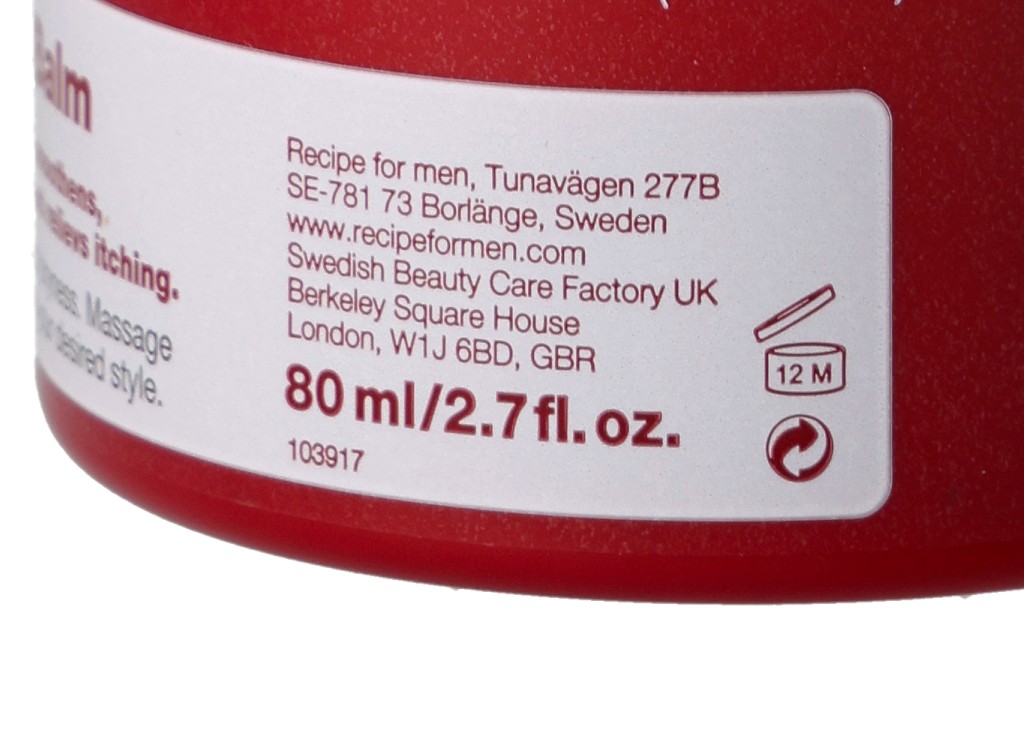 itching.
Massage
desired style.
Recipe for men, Tunavägen 277B
SE-781 73 Borlänge, Sweden
www.recipeformen.com
Swedish Beauty Care Factory UK
Berkeley Square House
London, W1J 6BD, GBR
80 ml/2.7 fl. oz.
103917
12 M